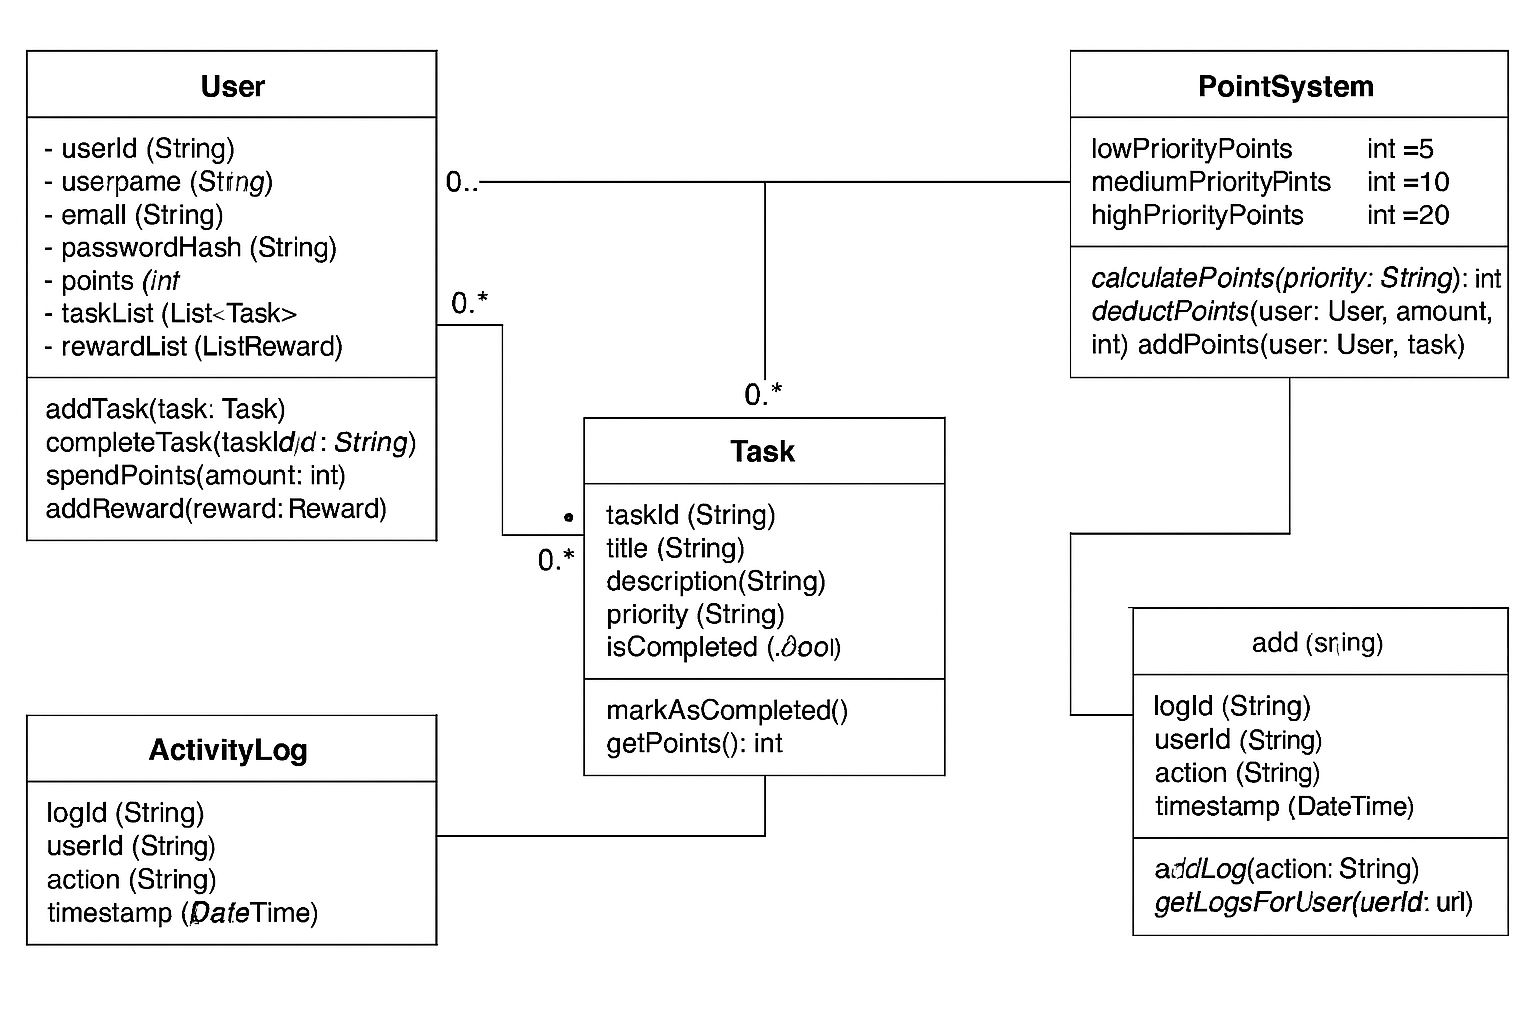 User
- userId (String)
- userpame (String)
- emall (String)
- passwordHash (String)
- points (int
- taskList (List<Task>
- rewardList (ListReward)
addTask(task: Task)
completeTask(taskId/d : String)
spendPoints(amount: int)
addReward(reward: Reward)
0..
0.*
0.*
0.*
PointSystem
lowPriorityPoints int =5
mediumPriorityPints int =10
highPriorityPoints int =20
calculatePoints(priority: String): int
deductPoints(user: User, amount,
int) addPoints(user: User, task)
Task
taskId (String)
title (String)
description(String)
priority (String)
isCompleted (.ool)
markAsCompleted()
getPoints(): int
ActivityLog
logId (String)
userId (String)
action (String)
timestamp (DateTime)
add (sring)
logId (String)
userId (String)
action (String)
timestamp (DateTime)
addLog(action: String)
getLogsForUser(uerId: url)